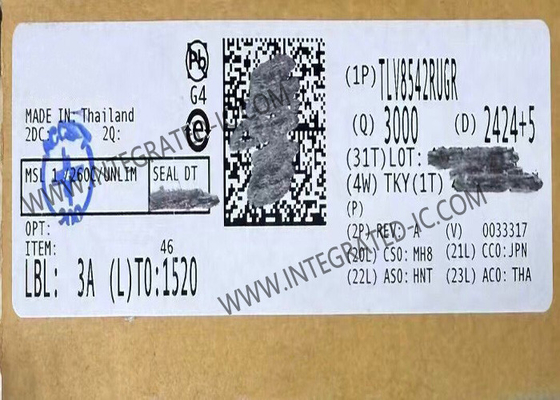 Pb
G4
e
MADE IN: Thailand
2DC: 2Q:
MSL 1 /260C/UNLIM
SEAL DT
OPT:
ITEM: 46
LBL: 3A (L)TO:1520
(1P) TLV8542RUGR
(Q) 3000 (D) 2424+5
(31T)LOT:
(4W) TKY(1T)
(P)
(2P) REV: A (V) 0033317
(20L) CSO: MH8 (21L) CCO:JPN
(22L) ASO: HNT (23L) ACO: THA
WWW.INTEGRATED-IC.COM
WWW.INTEGRATED-IC.COM